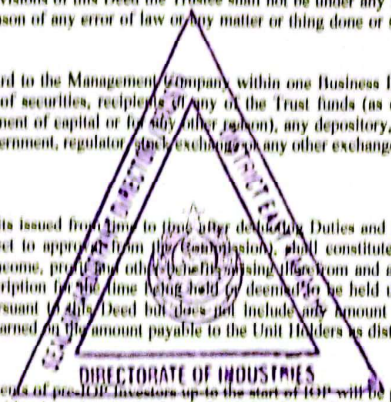 visions of this Deed the Trustee shall not be under any
son of any error of law or any matter or thing done or
rd to the Management Company within one Business
of securities, recipients of any of the Trust funds (as
ment of capital or for any other reason), any depository,
ernment, regulator, stock exchange or any other exchange
its issued from time to time after deducting Duties and
ct to approval from the Commission, shall constitute
come, profit and other benefits arising therefrom and
cription for the time being held or deemed to be held
rsuant to this Deed but does not include any amount
arned on the amount payable to the Unit Holders as dist
DIRECTORATE OF INDUSTRIES
ents of pre-IOP Investors up to the start of IOP will be
DISTRICT EAST